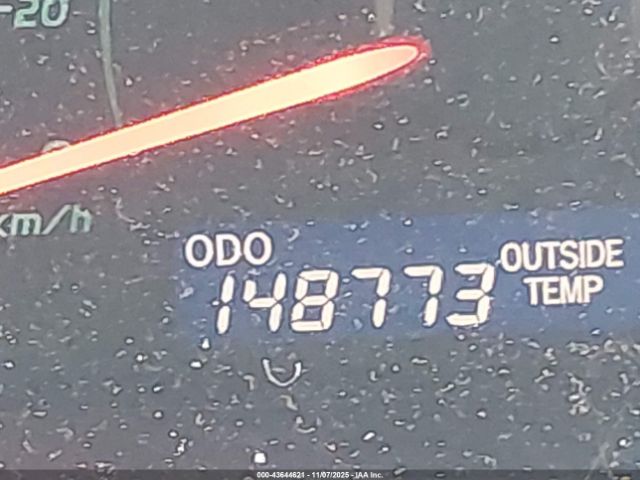 -20
km/h
ODO
148773
OUTSIDE
TEMP
000-43644621 - 11/07/2025 - IAA Inc.